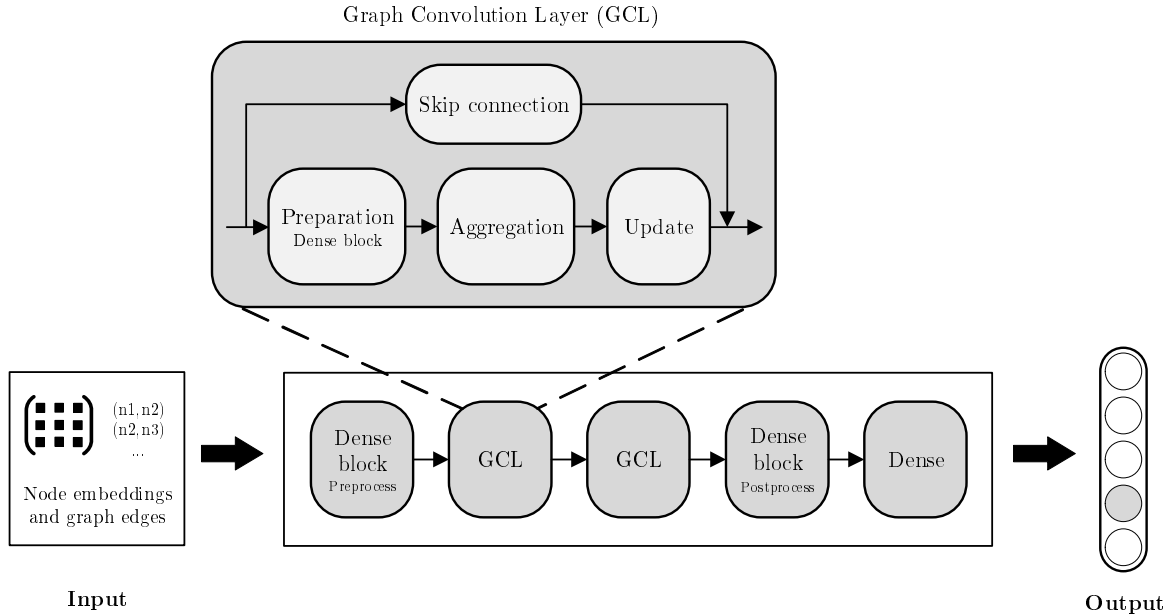 Graph Convolution Layer (GCL)
Skip connection
Preparation
Dense block
Aggregation
Update
(n1,n2)
(n2,n3)
...
Node embeddings
and graph edges
Input
Dense
block
Preprocess
GCL
GCL
Dense
block
Postprocess
Dense
Output